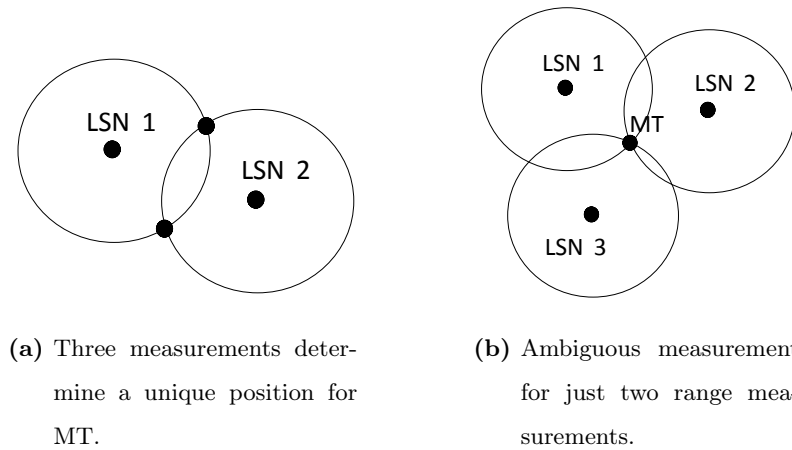 LSN 1
LSN 2
LSN 1
LSN 2
MT
LSN 3
(a) Three measurements deter-
mine a unique position for
MT.
(b) Ambiguous measurement
for just two range mea-
surements.